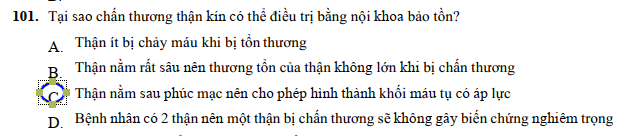 101. Tại sao chấn thương thận kín có thể điều trị bằng nội khoa bảo tồn?
A. Thận ít bị chảy máu khi bị tổn thương
B. Thận nằm rất sâu nên thương tổn của thận không lớn khi bị chấn thương
C. Thận nằm sau phúc mạc nên cho phép hình thành khối máu tụ có áp lực
D. Bệnh nhân có 2 thận nên một thận bị chấn thương sẽ không gây biến chứng nghiêm trọng